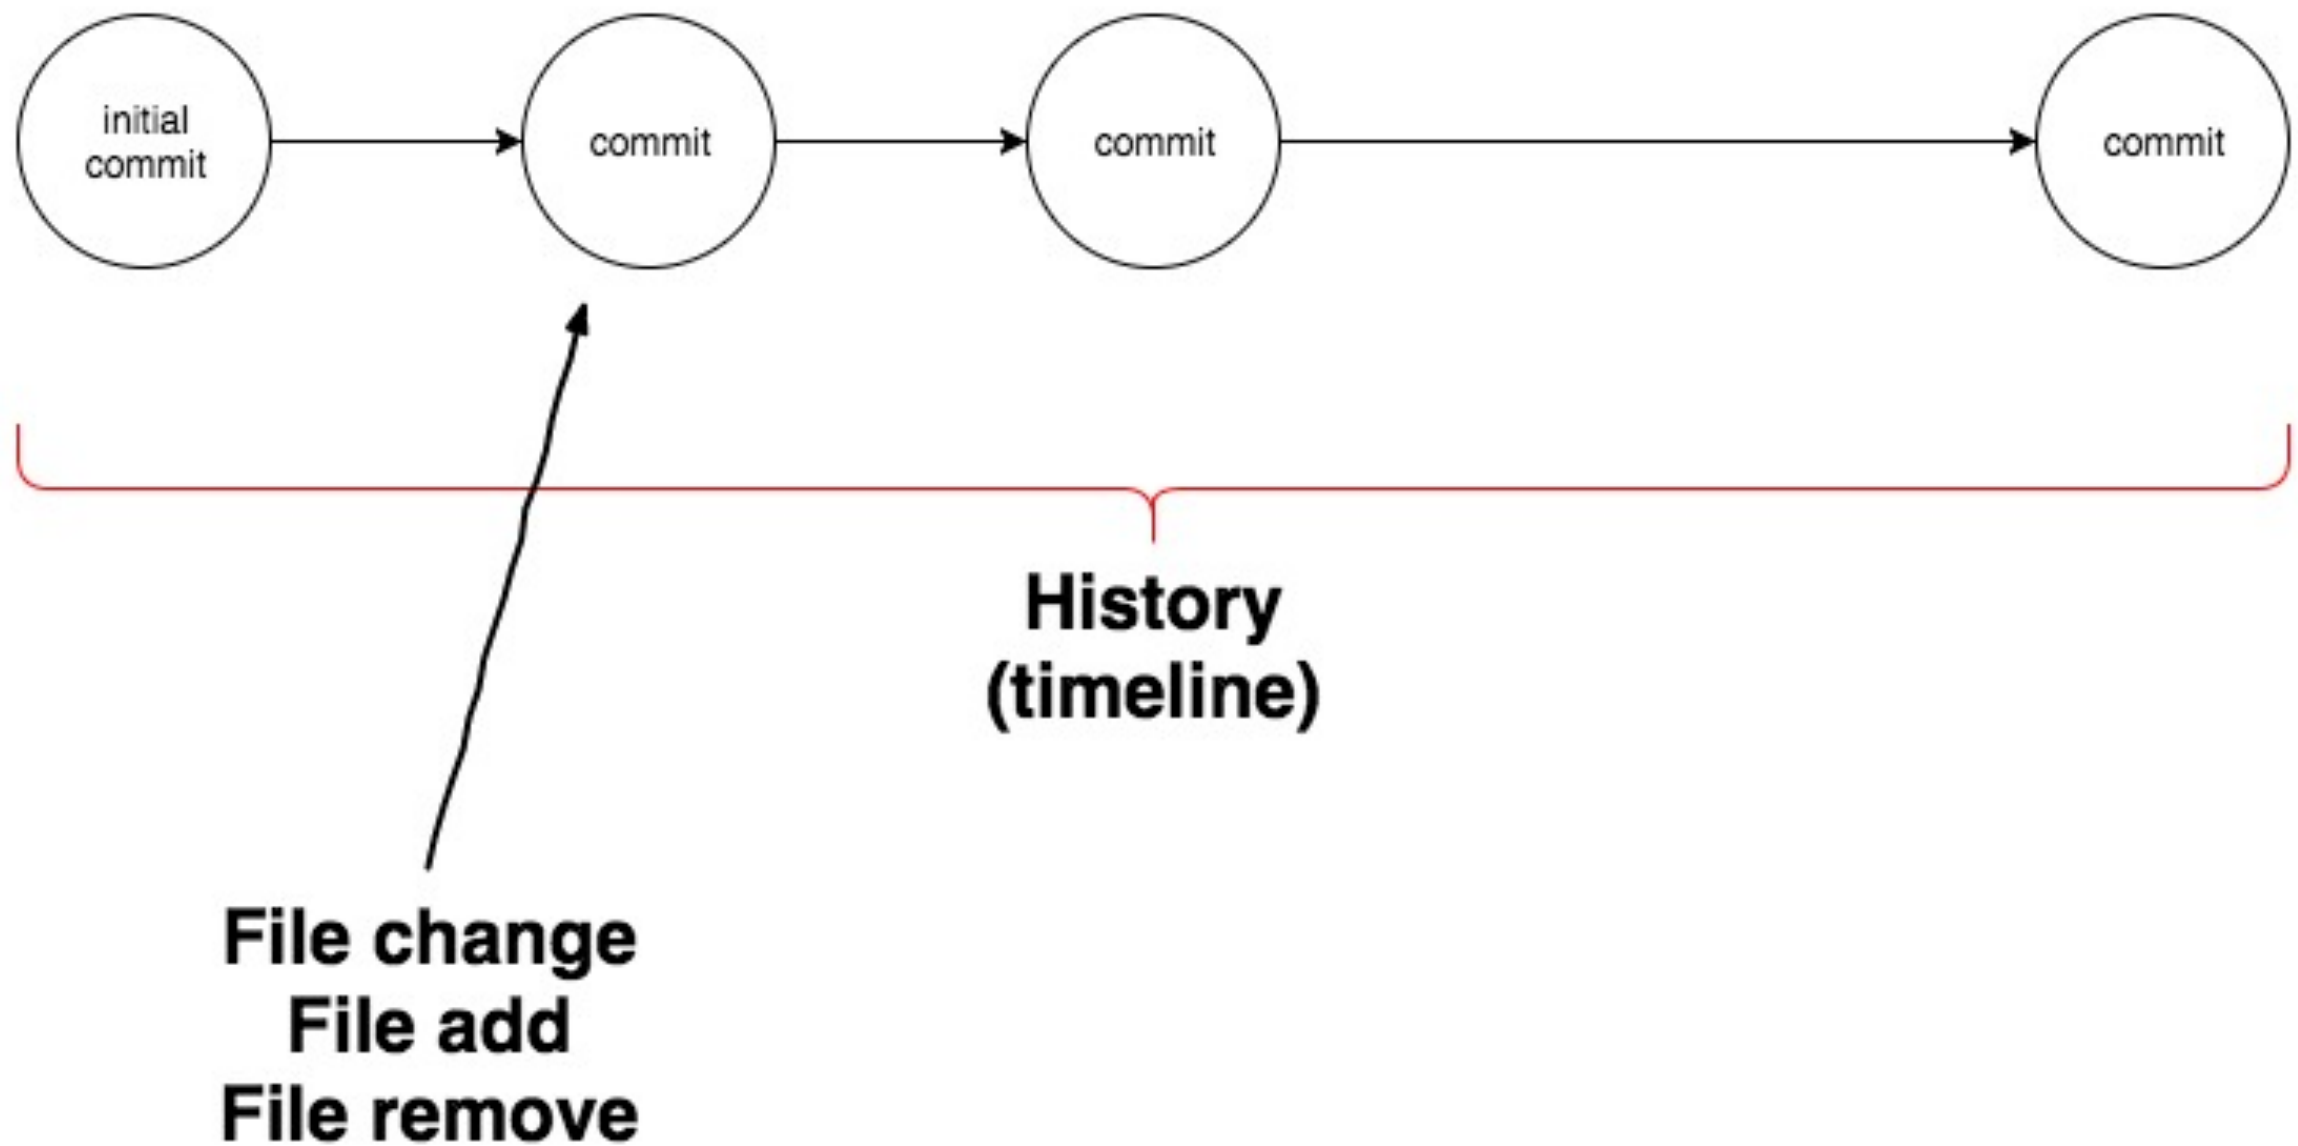 initial
commit
commit
commit
commit
History
(timeline)
File change
File add
File remove